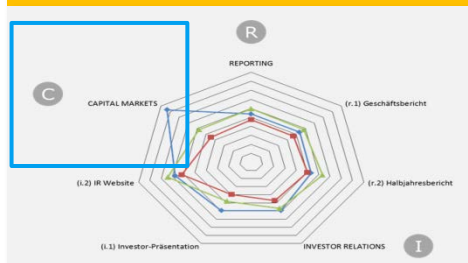 R
REPORTING
C
CAPITAL MARKETS
(r.1) Geschäftsbericht
(i.2) IR Website
(r.2) Halbjahresbericht
(i.1) Investor-Präsentation
INVESTOR RELATIONS
I